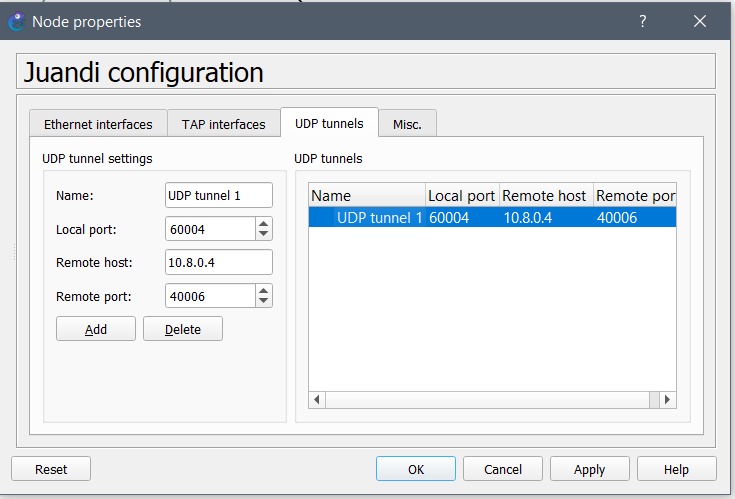 Node properties
?
Juandi configuration
Ethernet interfaces TAP interfaces UDP tunnels Misc.
UDP tunnel settings
Name: UDP tunnel 1
Local port: 60004
Remote host: 10.8.0.4
Remote port: 40006
Add Delete
UDP tunnels
Name Local port Remote host Remote por
UDP tunnel 1 60004 10.8.0.4 40006
Reset OK Cancel Apply Help